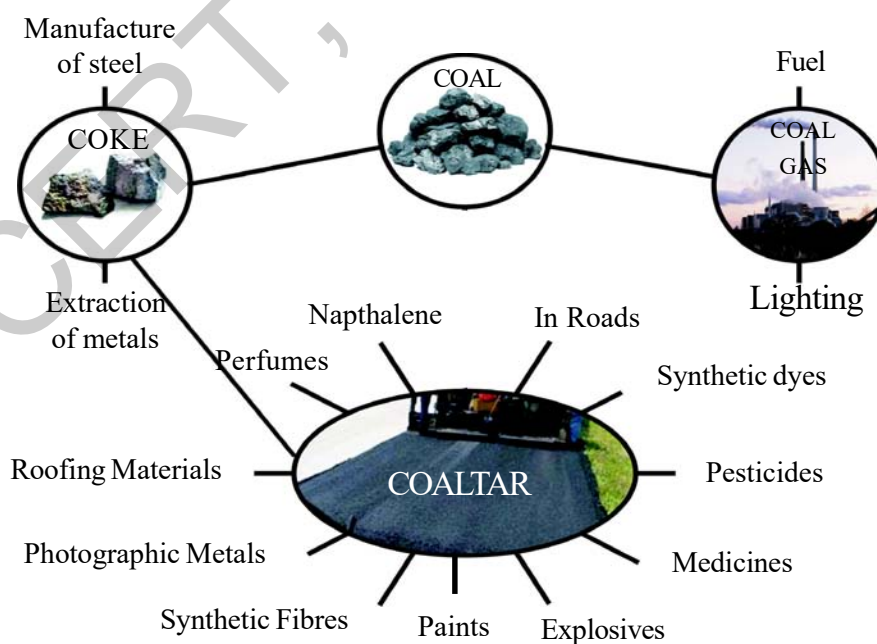 Manufacture
of steel
COKE
Extraction
of metals
COAL
Fuel
COAL
GAS
Lighting
Napthalene
In Roads
Perfumes
Synthetic dyes
Roofing Materials
COALTAR
Pesticides
Photographic Metals
Medicines
Synthetic Fibres
Paints
Explosives
CERT,